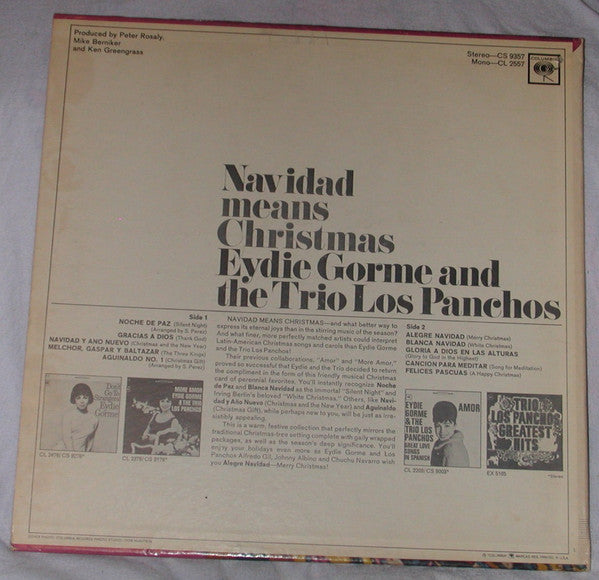 Produced by Peter Rosaly,
Mike Berniker
and Ken Greengrass
Stereo—CS 9357
Mono—CL 2557
COLUMBIA
Navidad
means
Christmas
Eydie Gorme and
the Trio Los Panchos
Side 1
NOCHE DE PAZ (Silent Night)
(Arranged by S. Perez)
GRACIAS A DIOS (Thank God)
NAVIDAD Y ANO NUEVO (Christmas and the New Year)
MELCHOR, GASPAR Y BALTAZAR (The Three Kings)
AGUINALDO NO. 1 (Christmas Gift)
(Arranged by S. Perez)
NAVIDAD MEANS CHRISTMAS—and what better way to
express its eternal joys than in the stirring music of the season?
And what finer, more perfectly matched artists could interpret
Latin-American Christmas songs and carols than Eydie Gorme
and the Trio Los Panchos!
Their previous collaborations, "Amor" and "More Amor,"
proved so successful that Eydie and the Trio decided to return
the compliment in the form of this friendly musical Christmas
card of perennial favorites. You'll instantly recognize Noche
de Paz and Blanca Navidad as the immortal "Silent Night" and
Irving Berlin's beloved "White Christmas." Others, like Navi-
dad y Año Nuevo (Christmas and the New Year) and Aguinaldo
(Christmas Gift), while perhaps new to you, will be just as irre-
sistibly appealing.
This is a warm, festive collection that perfectly mirrors the
traditional Christmas-tree setting complete with gaily wrapped
packages, as well as the season's deep significance. You'll
enjoy your holidays even more as Eydie Gorme and Los
Panchos Alfredo Gil, Johnny Albino and Chucho Navarro wish
you Alegre Navidad—Merry Christmas!
Side 2
ALEGRE NAVIDAD (Merry Christmas)
BLANCA NAVIDAD (White Christmas)
GLORIA A DIOS EN LAS ALTURAS
(Glory to God in the Highest)
CANCION PARA MEDITAR (Song for Meditation)
FELICES PASCUAS (A Happy Christmas)
Don't
Go To
Strangers
Eydie
Gorme
CL 2476/ CS 9276*
MORE AMOR
EYDIE GORME
& THE TRIO
LOS PANCHOS
CL 2376/ CS 9176*
EYDIE
GORME
& THE
TRIO LOS
PANCHOS
AMOR
GREAT LOVE
SONGS
IN SPANISH
CL 2203/ CS 9003*
TRIO
LOS PANCHOS
GREATEST
HITS
EX 5165
*Stereo